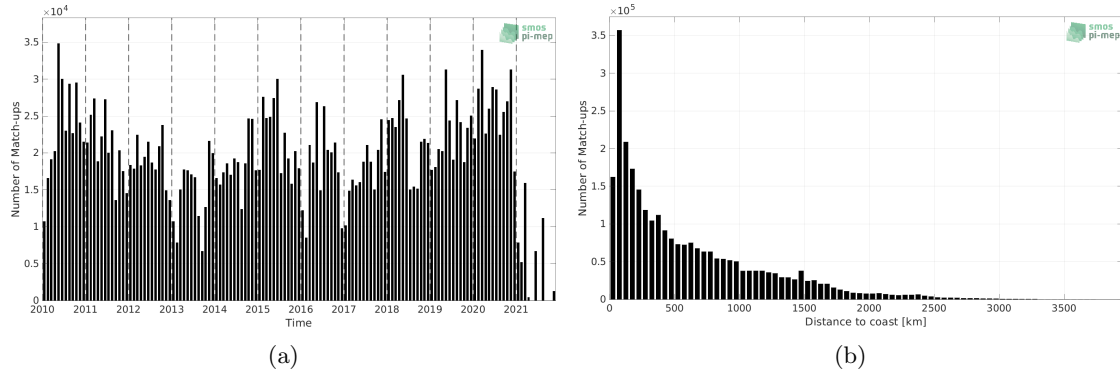 ×10⁴
3.5
3
2.5
2
1.5
1
0.5
0
Number of Match-ups
2010 2011 2012 2013 2014 2015 2016 2017 2018 2019 2020 2021
Time
smos
pi-mep
(a)
×10⁵
3.5
3
2.5
2
1.5
1
0.5
0
Number of Match-ups
0 500 1000 1500 2000 2500 3000 3500
Distance to coast [km]
smos
pi-mep
(b)